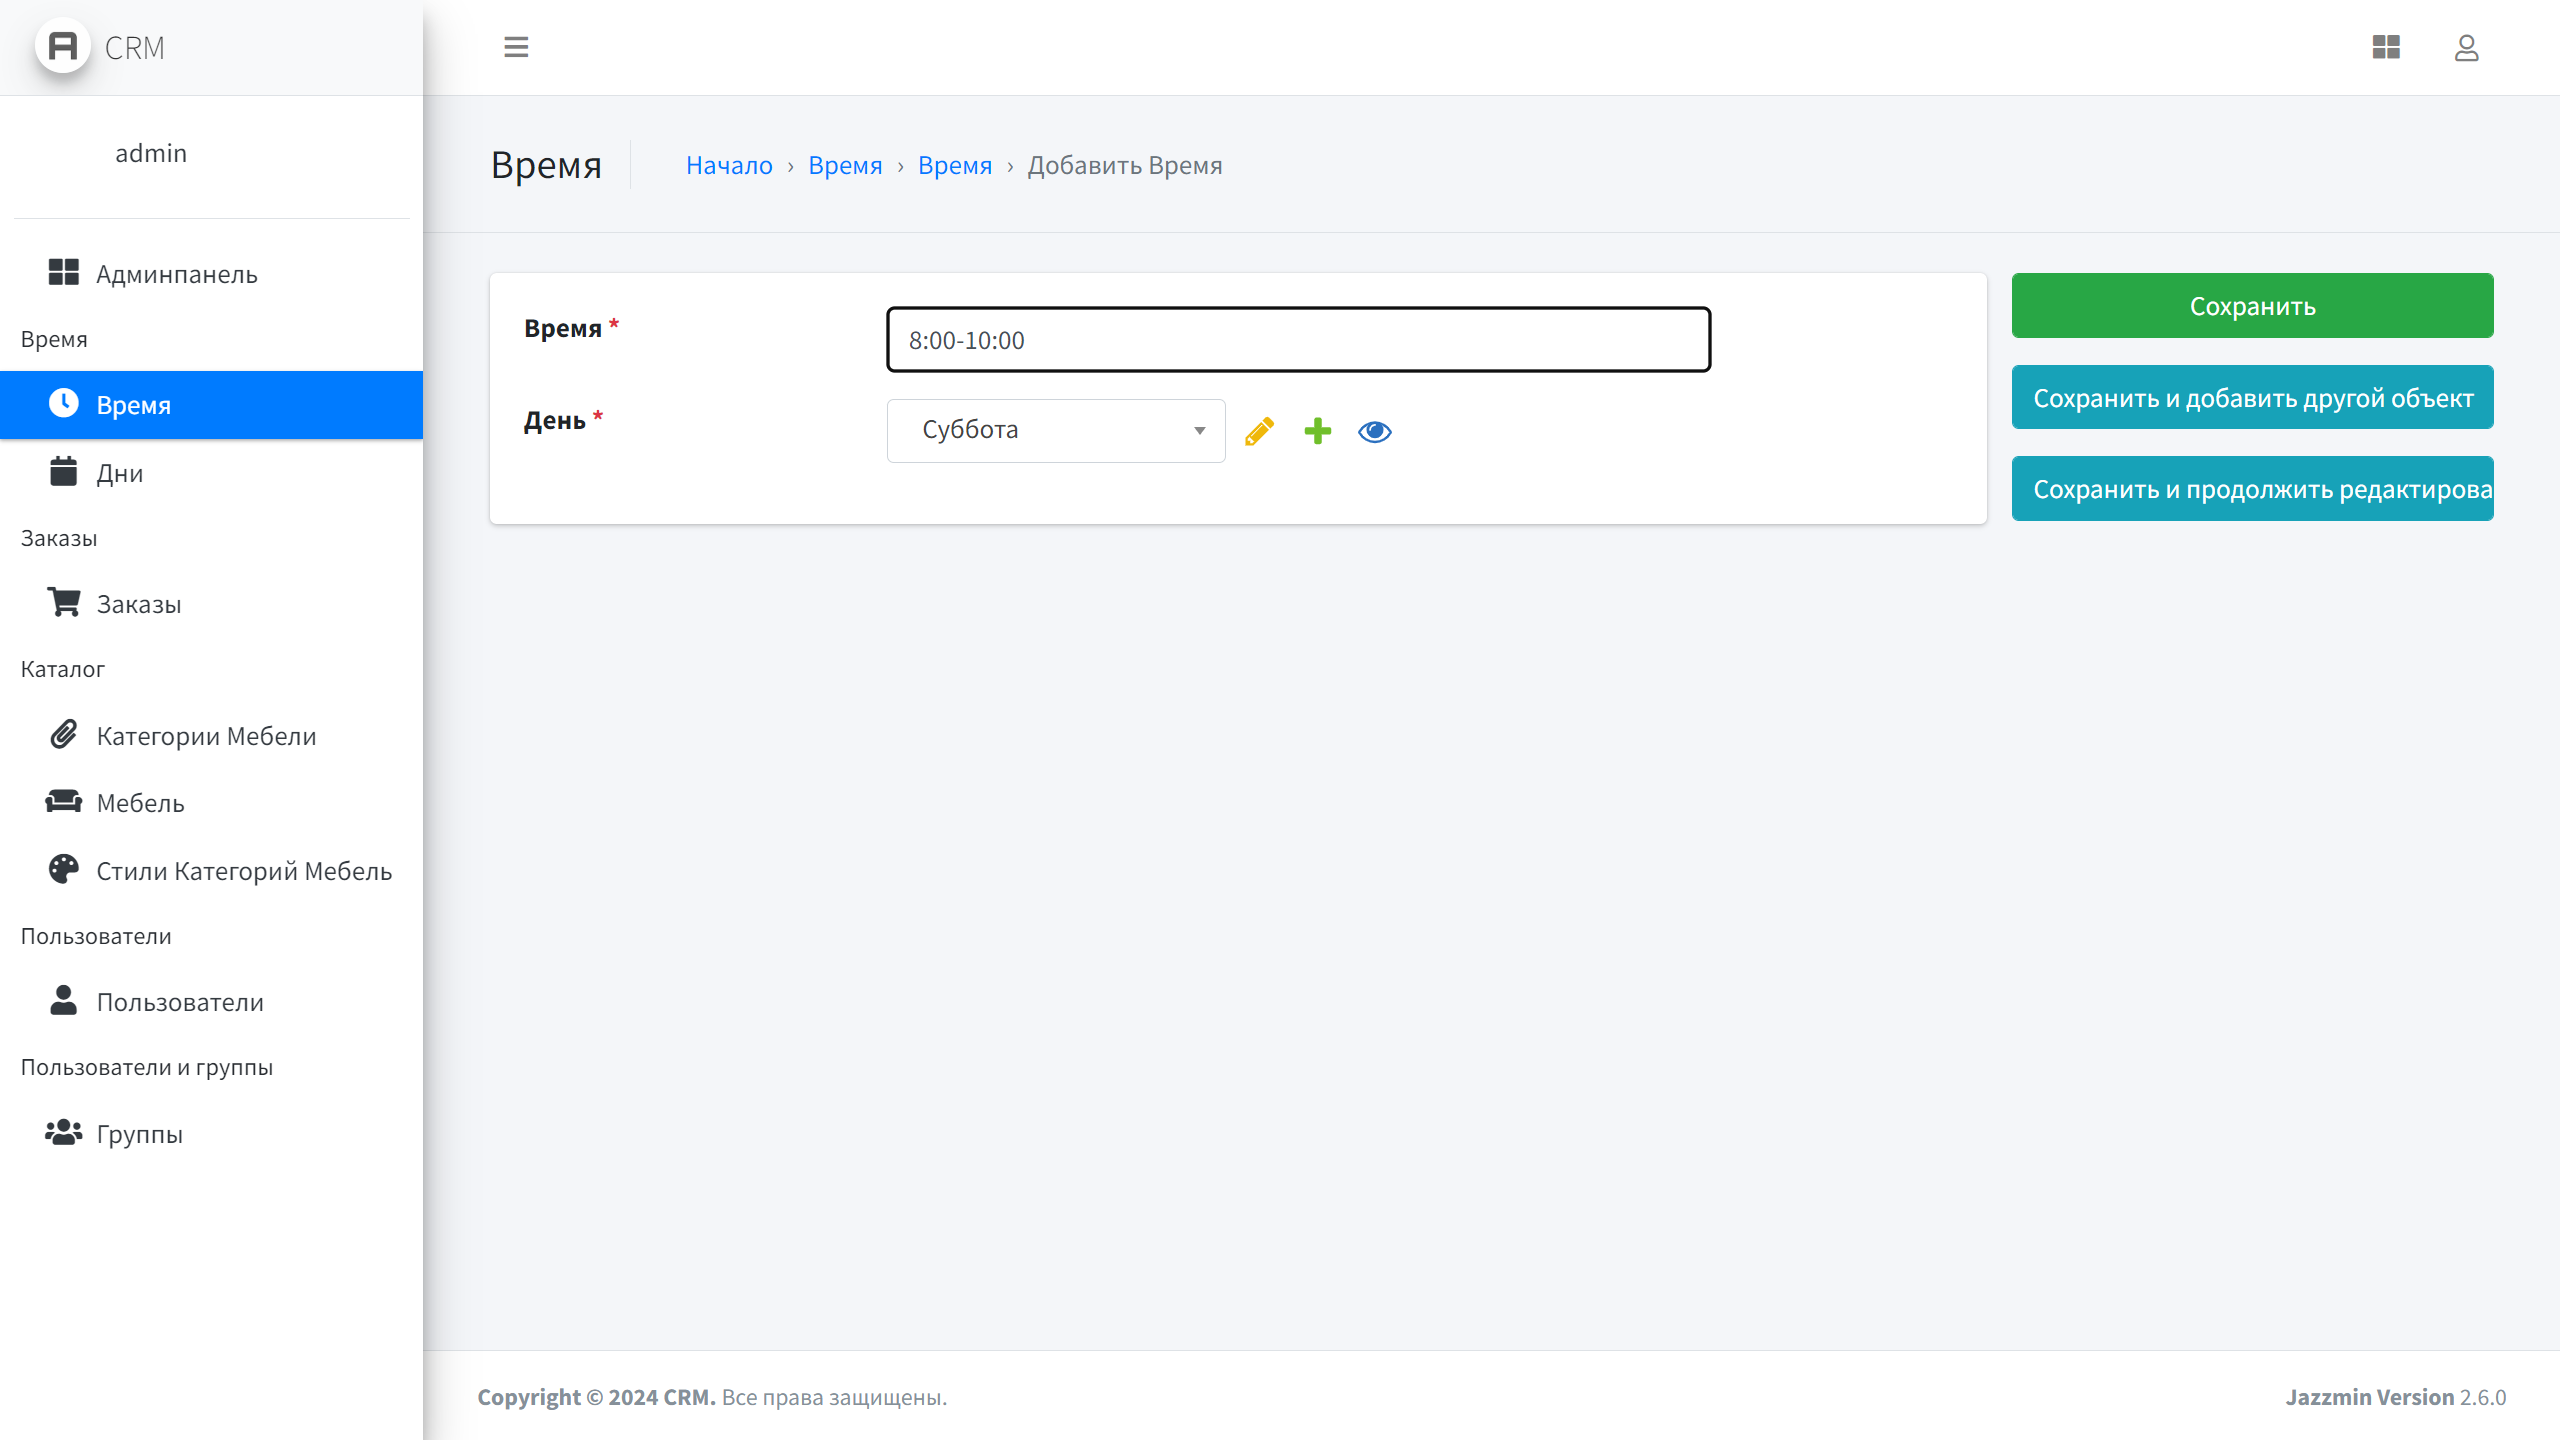 CRM
admin
Админпанель
Время
Время
Дни
Заказы
Заказы
Каталог
Категории Мебели
Мебель
Стили Категорий Мебель
Пользователи
Пользователи
Пользователи и группы
Группы
Время
Начало › Время › Время › Добавить Время
Время *
8:00-10:00
День *
Суббота
Сохранить
Сохранить и добавить другой объект
Сохранить и продолжить редактирова
Copyright © 2024 CRM. Все права защищены.
Jazzmin Version 2.6.0